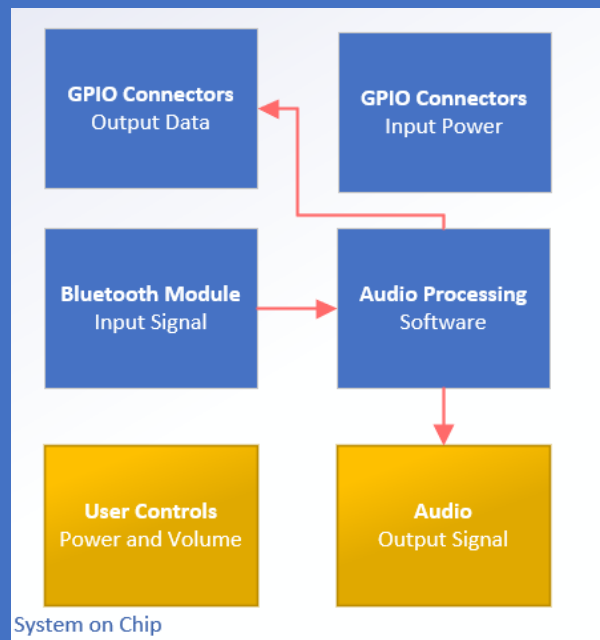 GPIO Connectors
Output Data
GPIO Connectors
Input Power
Bluetooth Module
Input Signal
Audio Processing
Software
User Controls
Power and Volume
Audio
Output Signal
System on Chip